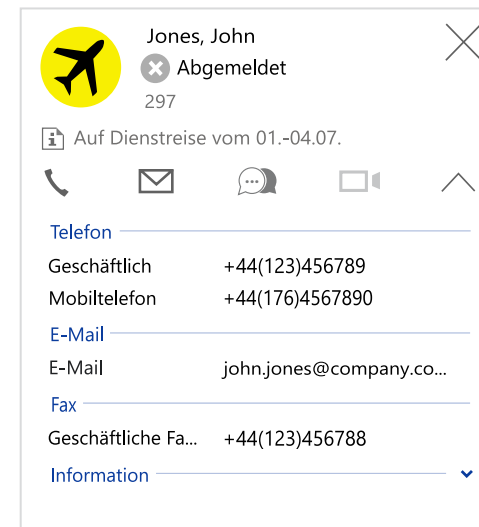 Jones, John
Abgemeldet
297
Auf Dienstreise vom 01.-04.07.
Telefon
Geschäftlich +44(123)456789
Mobiltelefon +44(176)4567890
E-Mail
E-Mail john.jones@company.co...
Fax
Geschäftliche Fa... +44(123)456788
Information